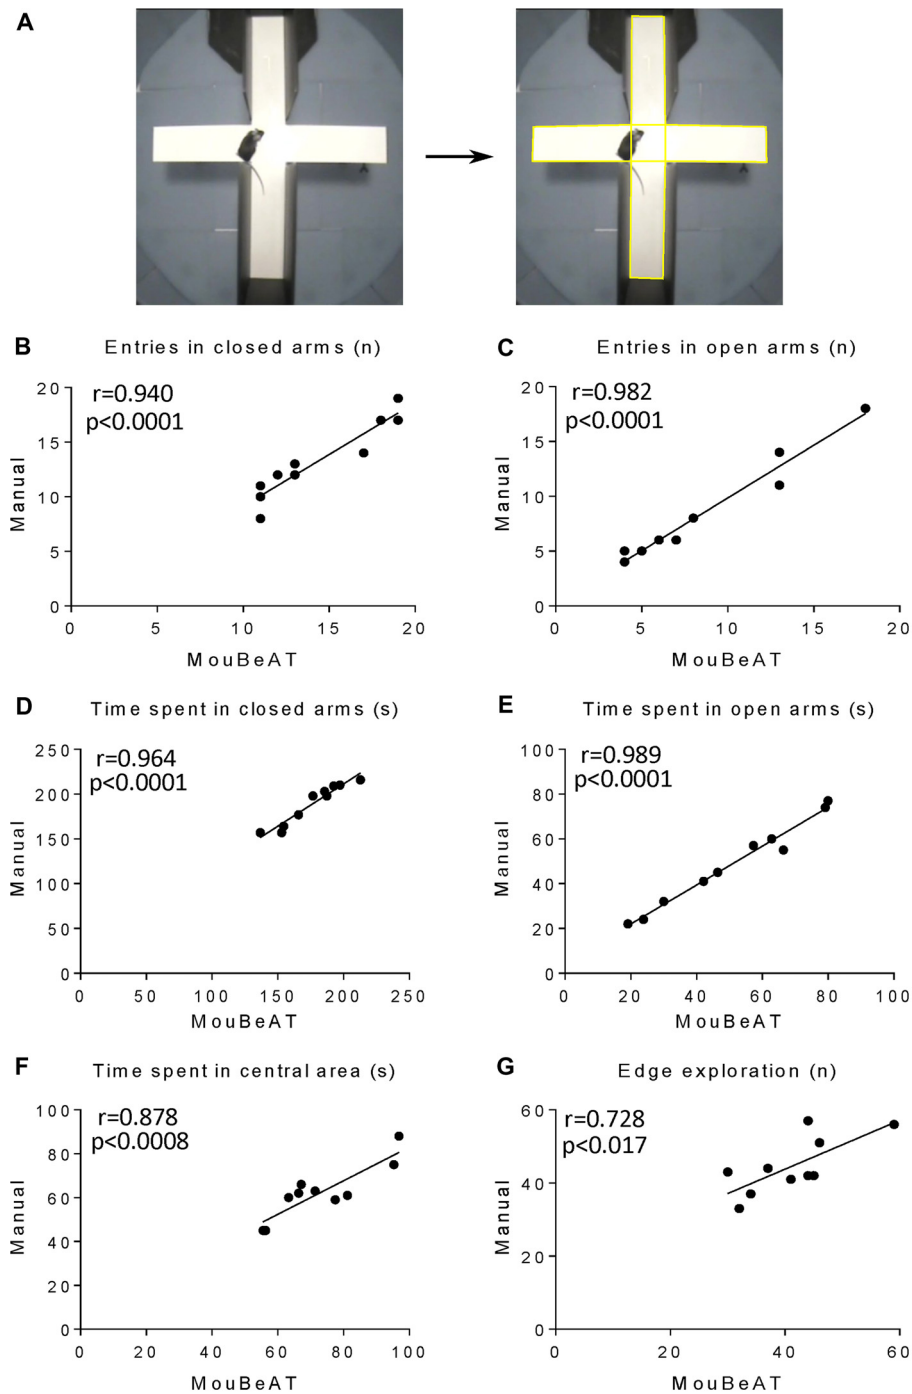 A
B Entries in closed arms (n)
r=0.940
p<0.0001
Manual
20
15
10
5
0
0 5 10 15 20
MouBeAT
C Entries in open arms (n)
r=0.982
p<0.0001
Manual
20
15
10
5
0
0 5 10 15 20
MouBeAT
D Time spent in closed arms (s)
r=0.964
p<0.0001
Manual
250
200
150
100
50
0
0 50 100 150 200 250
MouBeAT
E Time spent in open arms (s)
r=0.989
p<0.0001
Manual
100
80
60
40
20
0
0 20 40 60 80 100
MouBeAT
F Time spent in central area (s)
r=0.878
p<0.0008
Manual
100
80
60
40
20
0
0 20 40 60 80 100
MouBeAT
G Edge exploration (n)
r=0.728
p<0.017
Manual
60
40
20
0
0 20 40 60
MouBeAT